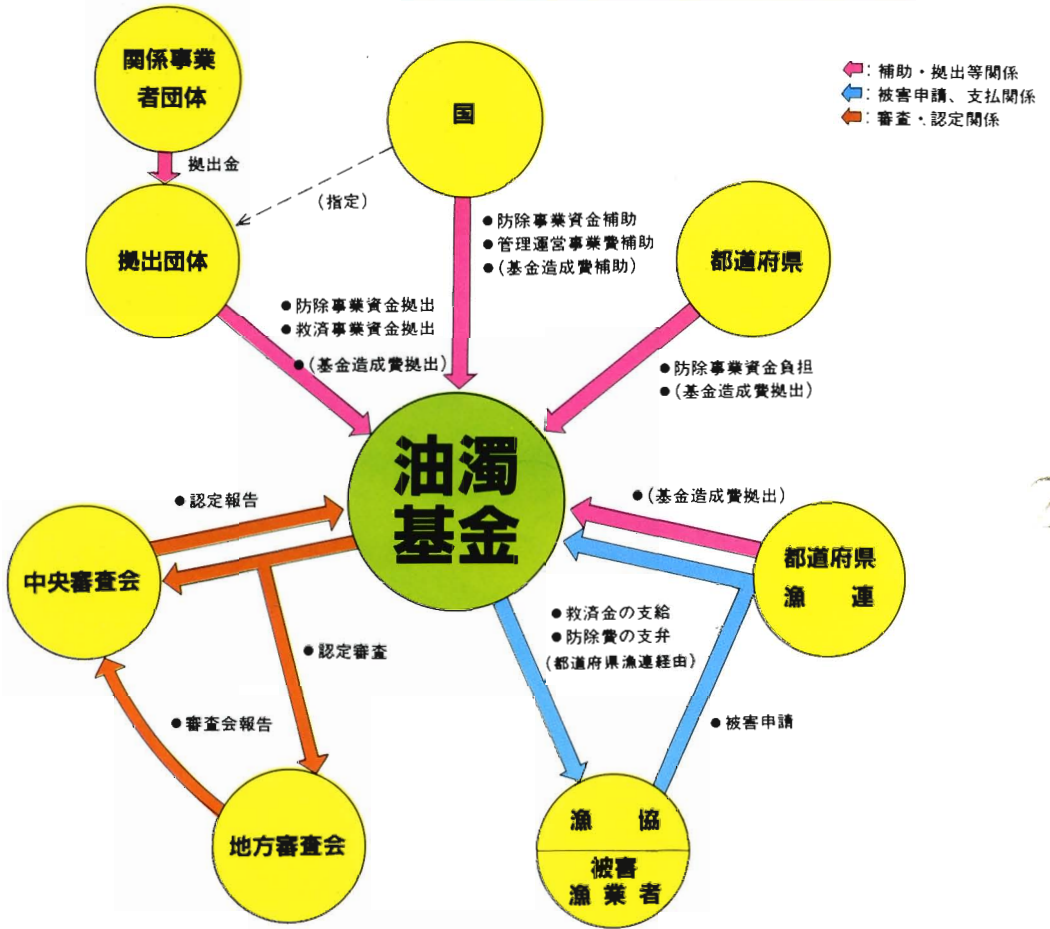 関係事業
者団体
国
：補助・拠出等関係
：被害申請、支払関係
：審査・認定関係
拠出金
（指定）
拠出団体
●防除事業資金補助
●管理運営事業費補助
●（基金造成費補助）
都道府県
●防除事業資金拠出
●救済事業資金拠出
●（基金造成費拠出）
●防除事業資金負担
●（基金造成費拠出）
油濁
基金
●認定報告
●（基金造成費拠出）
中央審査会
都道府県
漁連
●救済金の支給
●防除費の支弁
（都道府県漁連経由）
●認定審査
●審査会報告
●被害申請
地方審査会
漁協
被害
漁業者